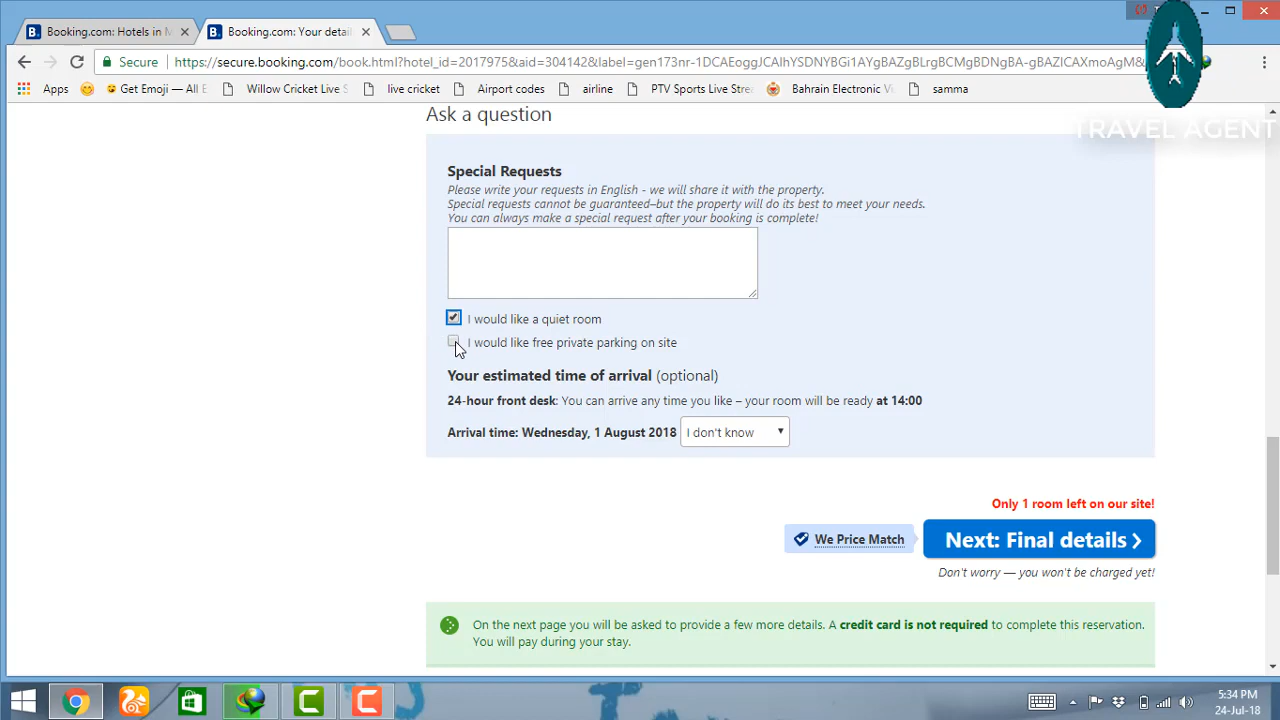 Booking.com: Hotels in M
Booking.com: Your detail
Secure
https://secure.booking.com/book.html?
Apps
Get Emoji — All E
Willow Cricket Live S
live cricket
Airport codes
airline
PTV Sports Live Stre
Bahrain Electronic Vi
samma
TRAVEL AGENT
Ask a question
Special Requests
Please write your requests in English - we will share it with the property.
Special requests cannot be guaranteed–but the property will do its best to meet your needs.
You can always make a special request after your booking is complete!
I would like a quiet room
I would like free private parking on site
Your estimated time of arrival (optional)
24-hour front desk: You can arrive any time you like – your room will be ready at 14:00
Arrival time: Wednesday, 1 August 2018 I don't know
Only 1 room left on our site!
We Price Match
Next: Final details
Don't worry — you won't be charged yet!
On the next page you will be asked to provide a few more details. A credit card is not required to complete this reservation.
You will pay during your stay.
5:34 PM
24-Jul-18